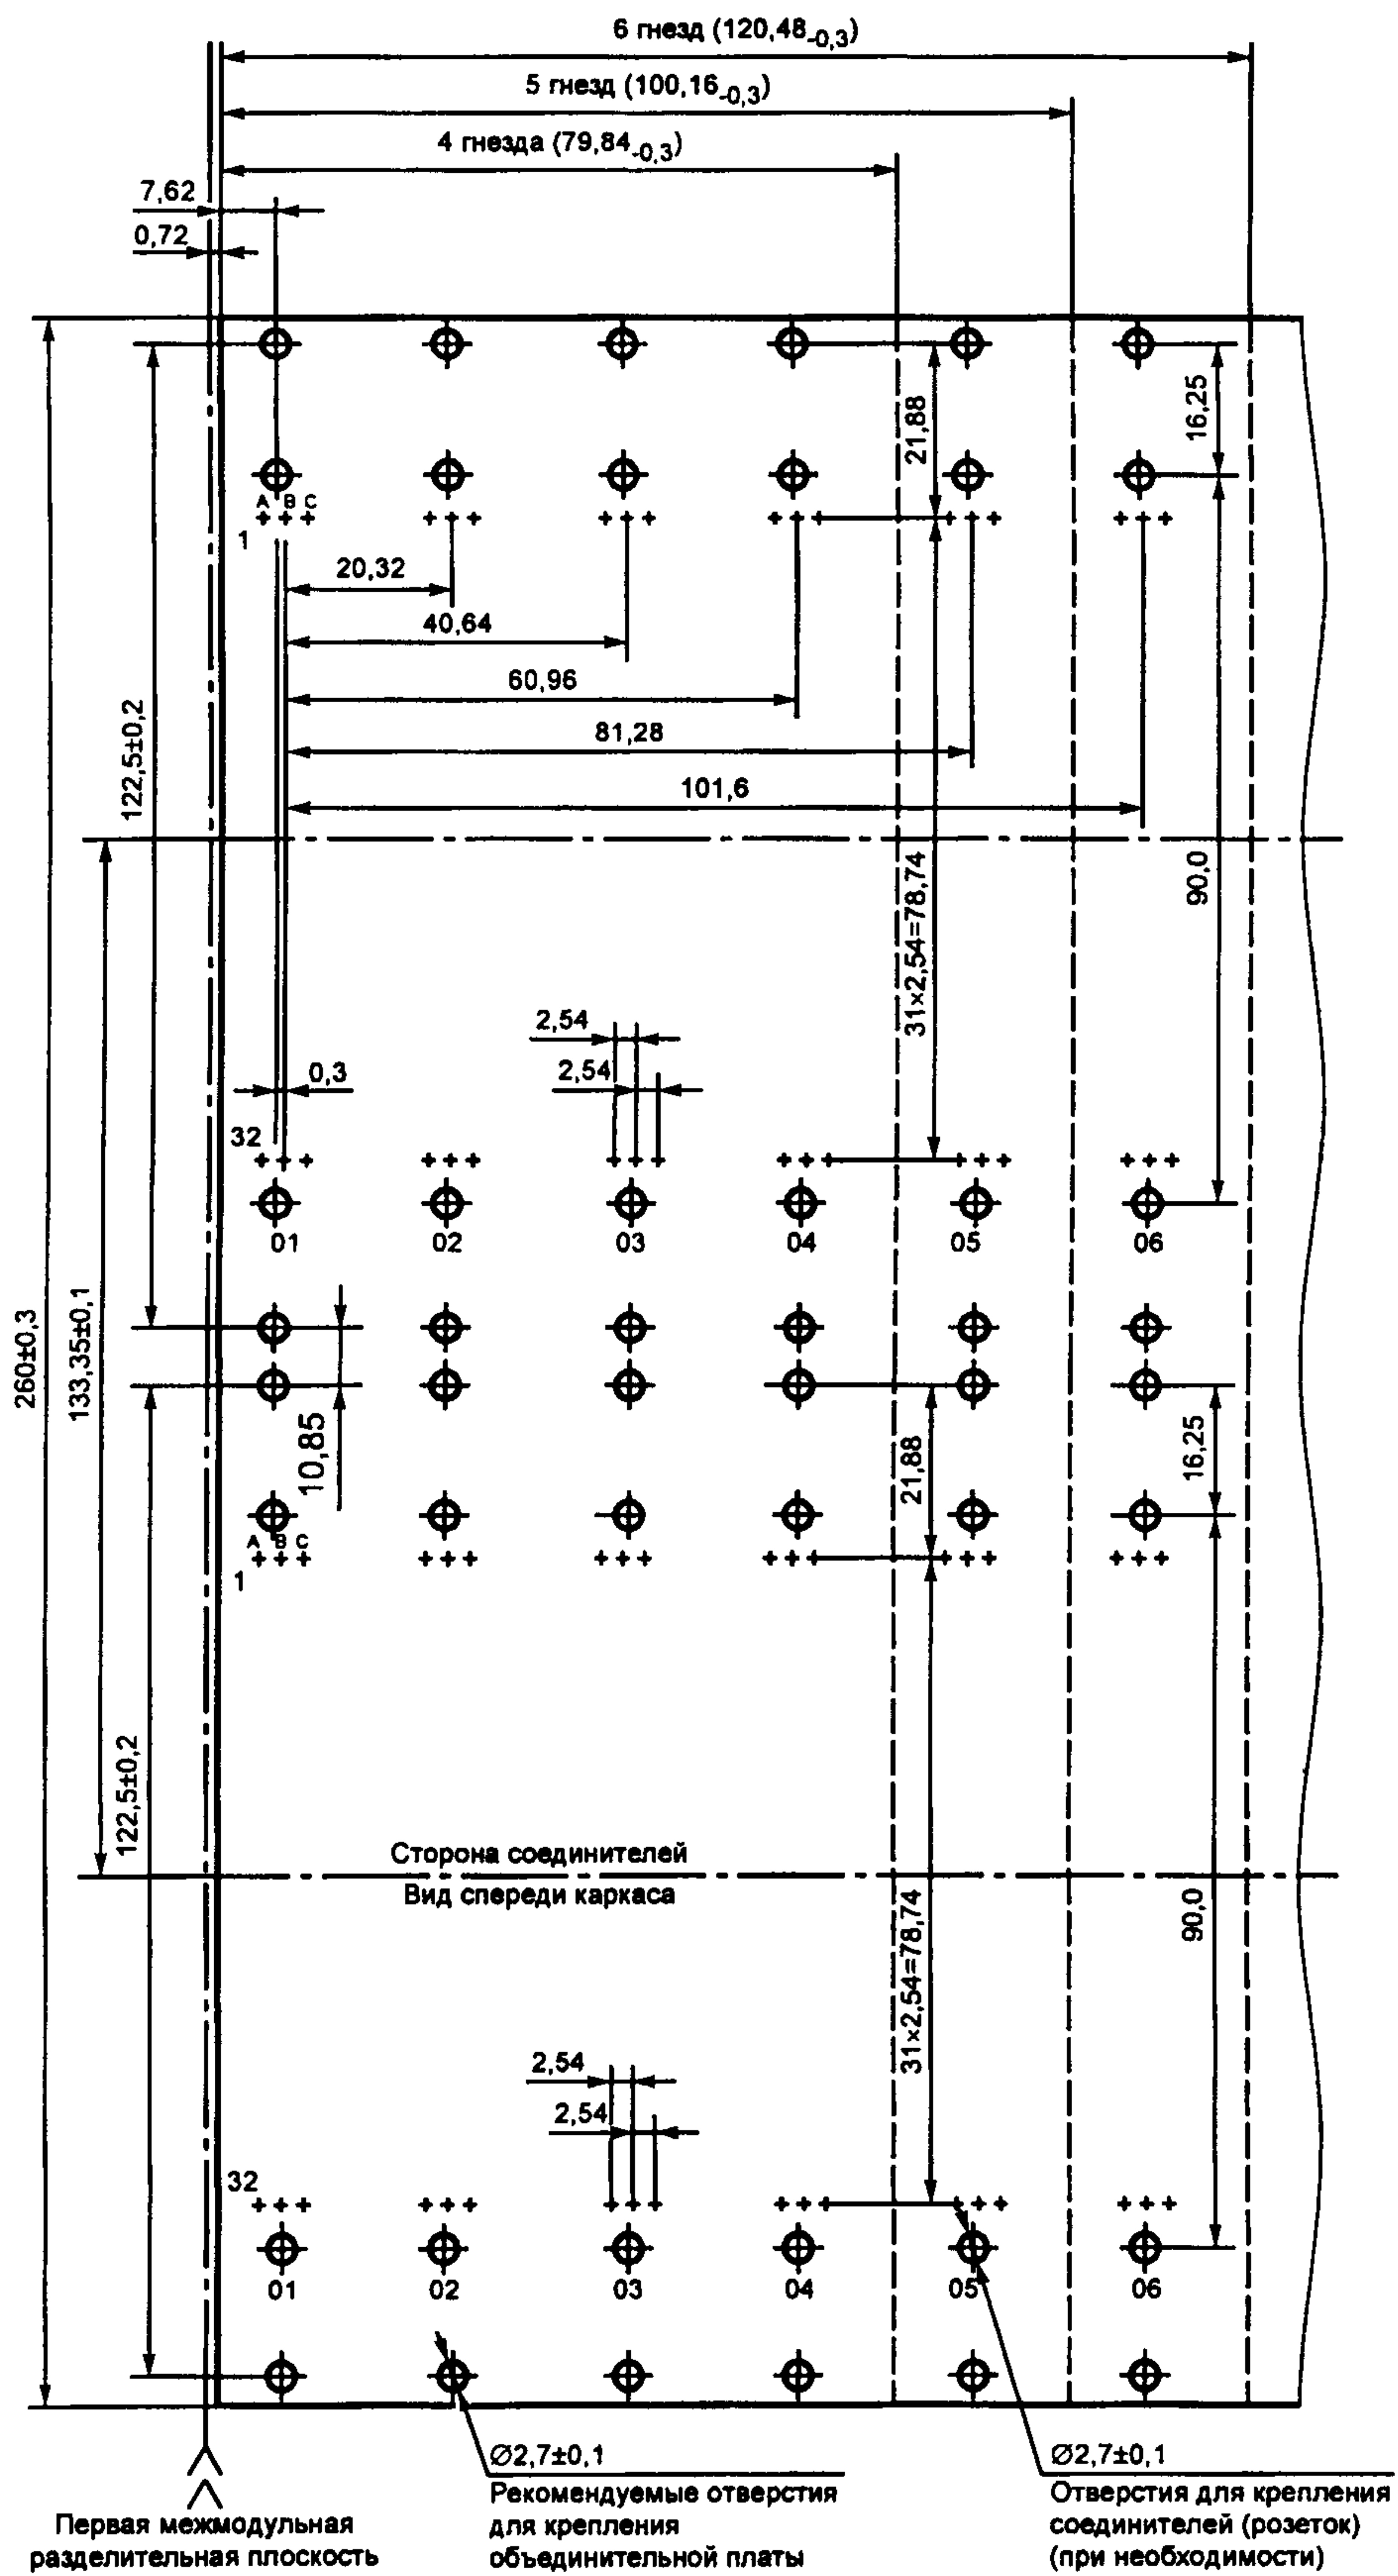 6 гнезд (120,48-0,3)
5 гнезд (100,16-0,3)
4 гнезда (79,84-0,3)
7,62
0,72
21,88
16,25
A B C
1
20,32
40,64
60,96
81,28
101,6
122,5±0,2
31×2,54=78,74
90,0
2,54
2,54
0,3
32
01 02 03 04 05 06
260±0,3
133,35±0,1
10,85
21,88
16,25
A B C
1
122,5±0,2
Сторона соединителей
Вид спереди каркаса
31×2,54=78,74
90,0
2,54
2,54
32
01 02 03 04 05 06
∅2,7±0,1
Рекомендуемые отверстия
для крепления
объединительной платы
∅2,7±0,1
Отверстия для крепления
соединителей (розеток)
(при необходимости)
Первая межмодульная
разделительная плоскость